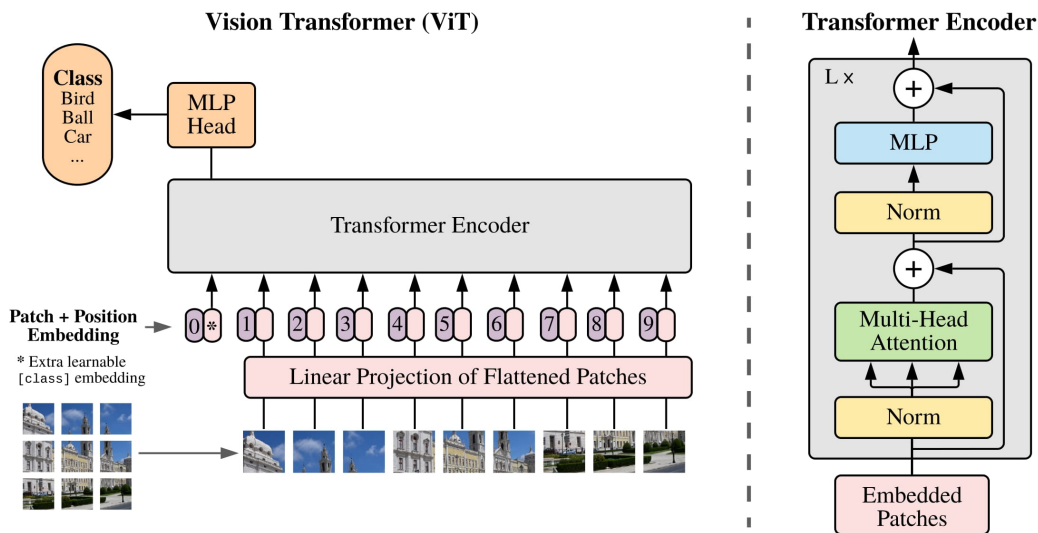 Vision Transformer (ViT)
Class
Bird
Ball
Car
...
MLP
Head
Transformer Encoder
Patch + Position
Embedding
* Extra learnable
[class] embedding
0 * 1 2 3 4 5 6 7 8 9
Linear Projection of Flattened Patches
Transformer Encoder
L ×
+
MLP
Norm
+
Multi-Head
Attention
Norm
Embedded
Patches